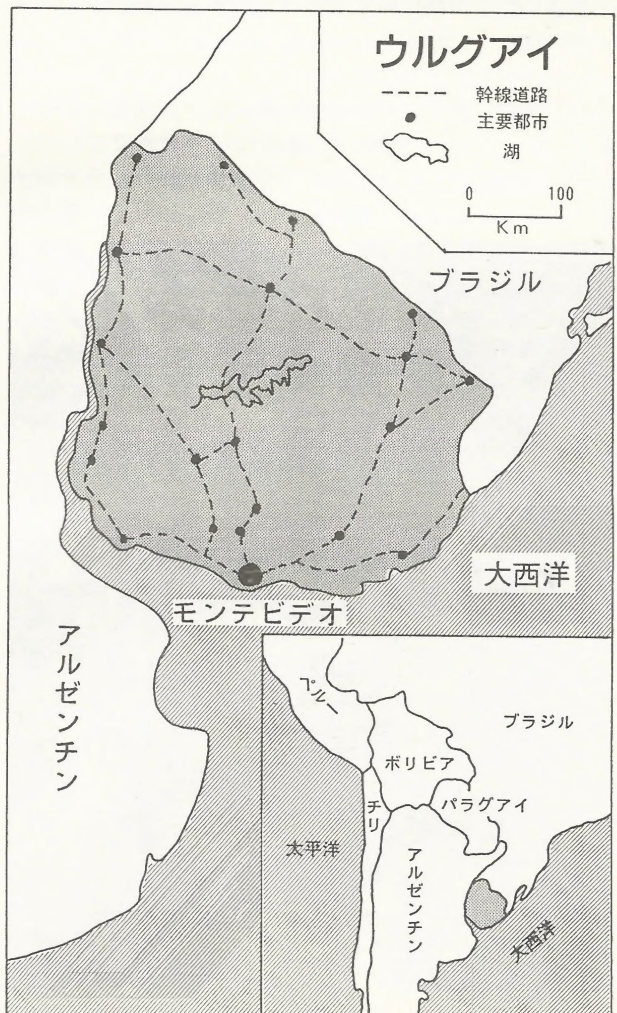 ウルグアイ
幹線道路
主要都市
湖
0 100
Km
ブラジル
大西洋
モンテビデオ
アルゼンチン
ペルー
ブラジル
ボリビア
パラグアイ
チリ
太平洋
アルゼンチン
大西洋